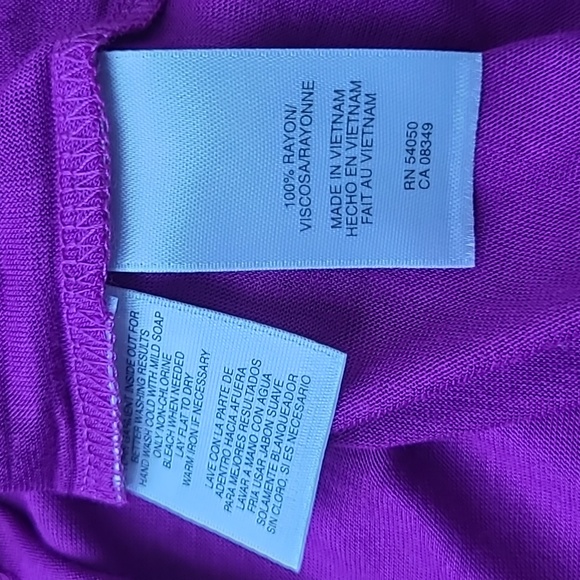 100% RAYON/
VISCOSA/RAYONNE
MADE IN VIETNAM
HECHO EN VIETNAM
FAIT AU VIETNAM
RN 54050
CA 08349
INSIDE OUT FOR
BETTER WASHING RESULTS
HAND WASH COLD WITH MILD SOAP
ONLY NON-CHLORINE
BLEACH WHEN NEEDED
LAY FLAT TO DRY
WARM IRON IF NECESSARY
LAVE CON LA PARTE DE
ADENTRO HACIA AFUERA
PARA MEJORES RESULTADOS
LAVAR A MANO CON AGUA
FRIA USAR JABON SUAVE
SOLAMENTE BLANQUEADOR
SIN CLORO, SI ES NECESARIO